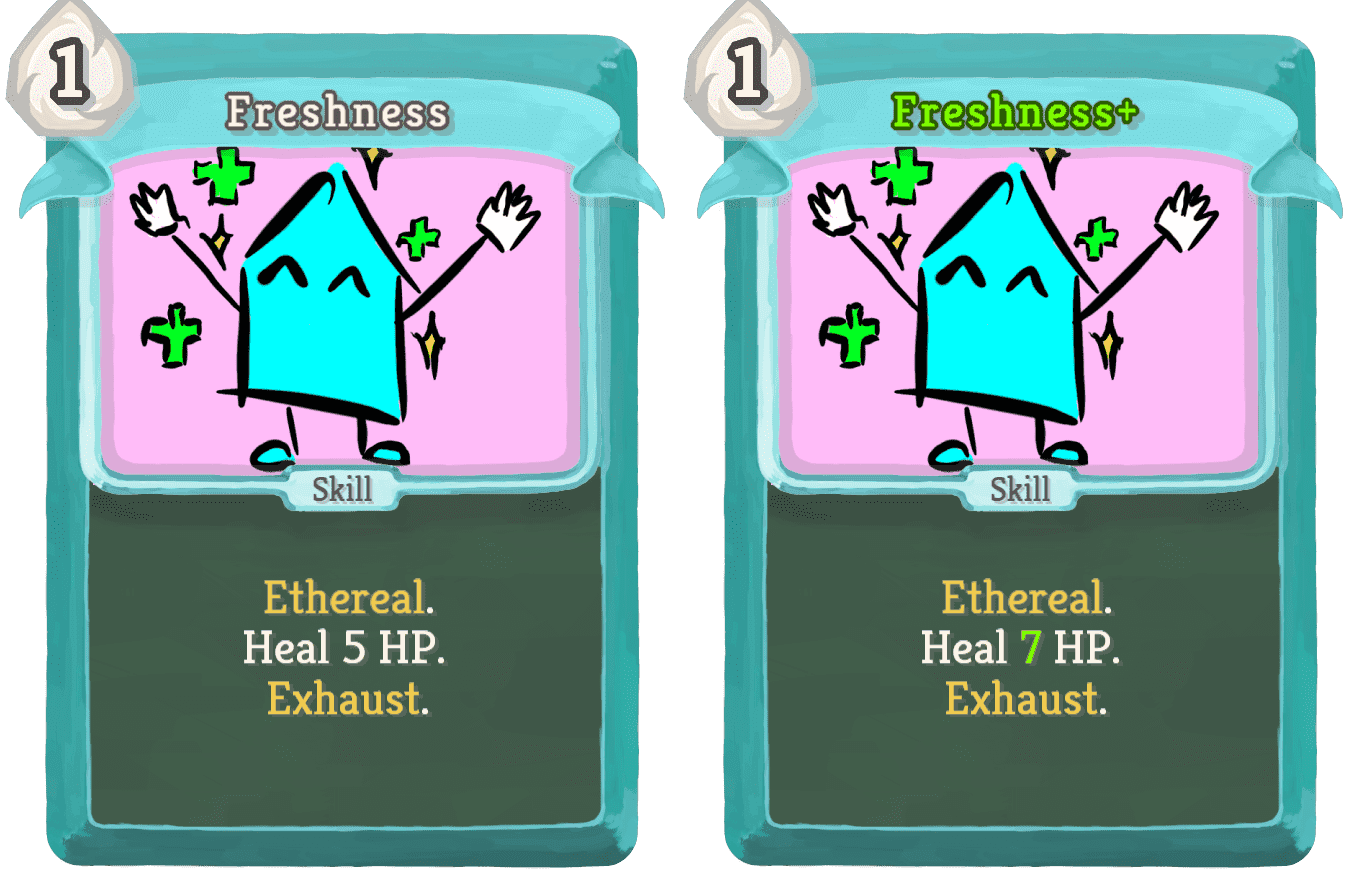 1
Freshness
Skill
Ethereal.
Heal 5 HP.
Exhaust.
1
Freshness+
Skill
Ethereal.
Heal 7 HP.
Exhaust.